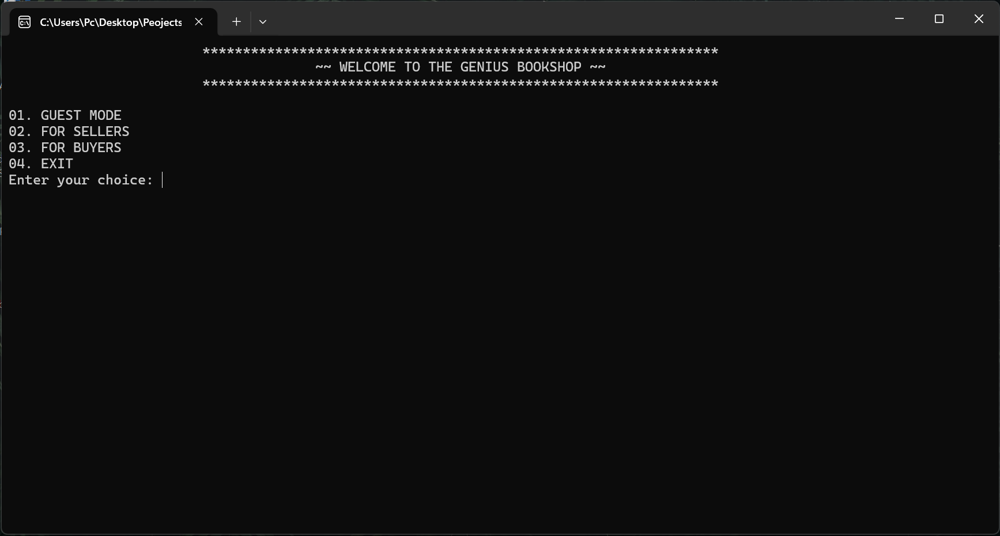 C:\Users\Pc\Desktop\Peojects
****************************************************************
~~ WELCOME TO THE GENIUS BOOKSHOP ~~
****************************************************************
01. GUEST MODE
02. FOR SELLERS
03. FOR BUYERS
04. EXIT
Enter your choice: